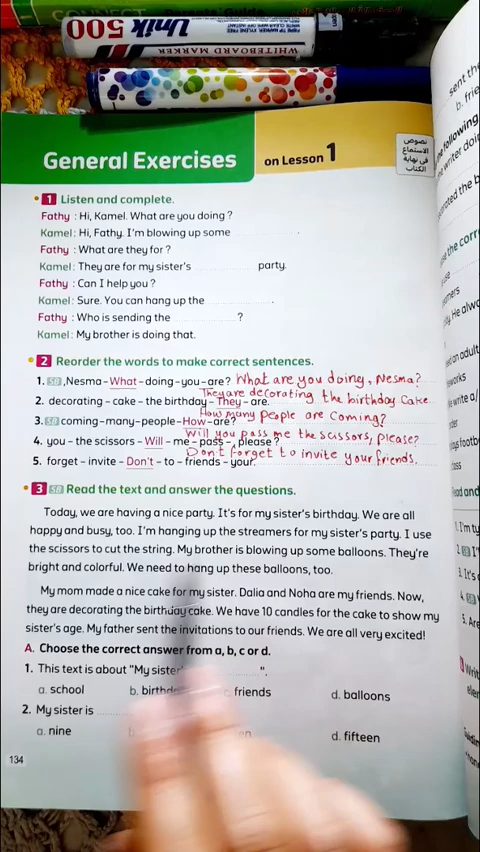 CONNECT
Unik 500
WHITEBOARD MARKER
General Exercises on Lesson 1
نصوص
الاستماع
فى نهاية
الكتاب
1 Listen and complete.
Fathy : Hi, Kamel. What are you doing ?
Kamel : Hi, Fathy. I'm blowing up some .
Fathy : What are they for ?
Kamel : They are for my sister's party.
Fathy : Can I help you ?
Kamel : Sure. You can hang up the .
Fathy : Who is sending the ?
Kamel : My brother is doing that.
2 Reorder the words to make correct sentences.
1. SB ,Nesma – What – doing – you – are? What are you doing, Nesma?
2. decorating – cake – the birthday – They – are. They are decorating the birthday cake.
3. SB coming – many – people – How – are? How many people are coming?
4. you – the scissors – Will – me – pass – , please ? Will you pass me the scissors, please?
5. forget – invite – Don't – to – friends – your. Don't forget to invite your friends.
3 SB Read the text and answer the questions.
Today, we are having a nice party. It's for my sister's birthday. We are all
happy and busy, too. I'm hanging up the streamers for my sister's party. I use
the scissors to cut the string. My brother is blowing up some balloons. They're
bright and colorful. We need to hang up these balloons, too.
My mom made a nice cake for my sister. Dalia and Noha are my friends. Now,
they are decorating the birthday cake. We have 10 candles for the cake to show my
sister's age. My father sent the invitations to our friends. We are all very excited!
A. Choose the correct answer from a, b, c or d.
1. This text is about "My sister ".
a. school b. friends d. balloons
2. My sister is
a. nine d. fifteen
134